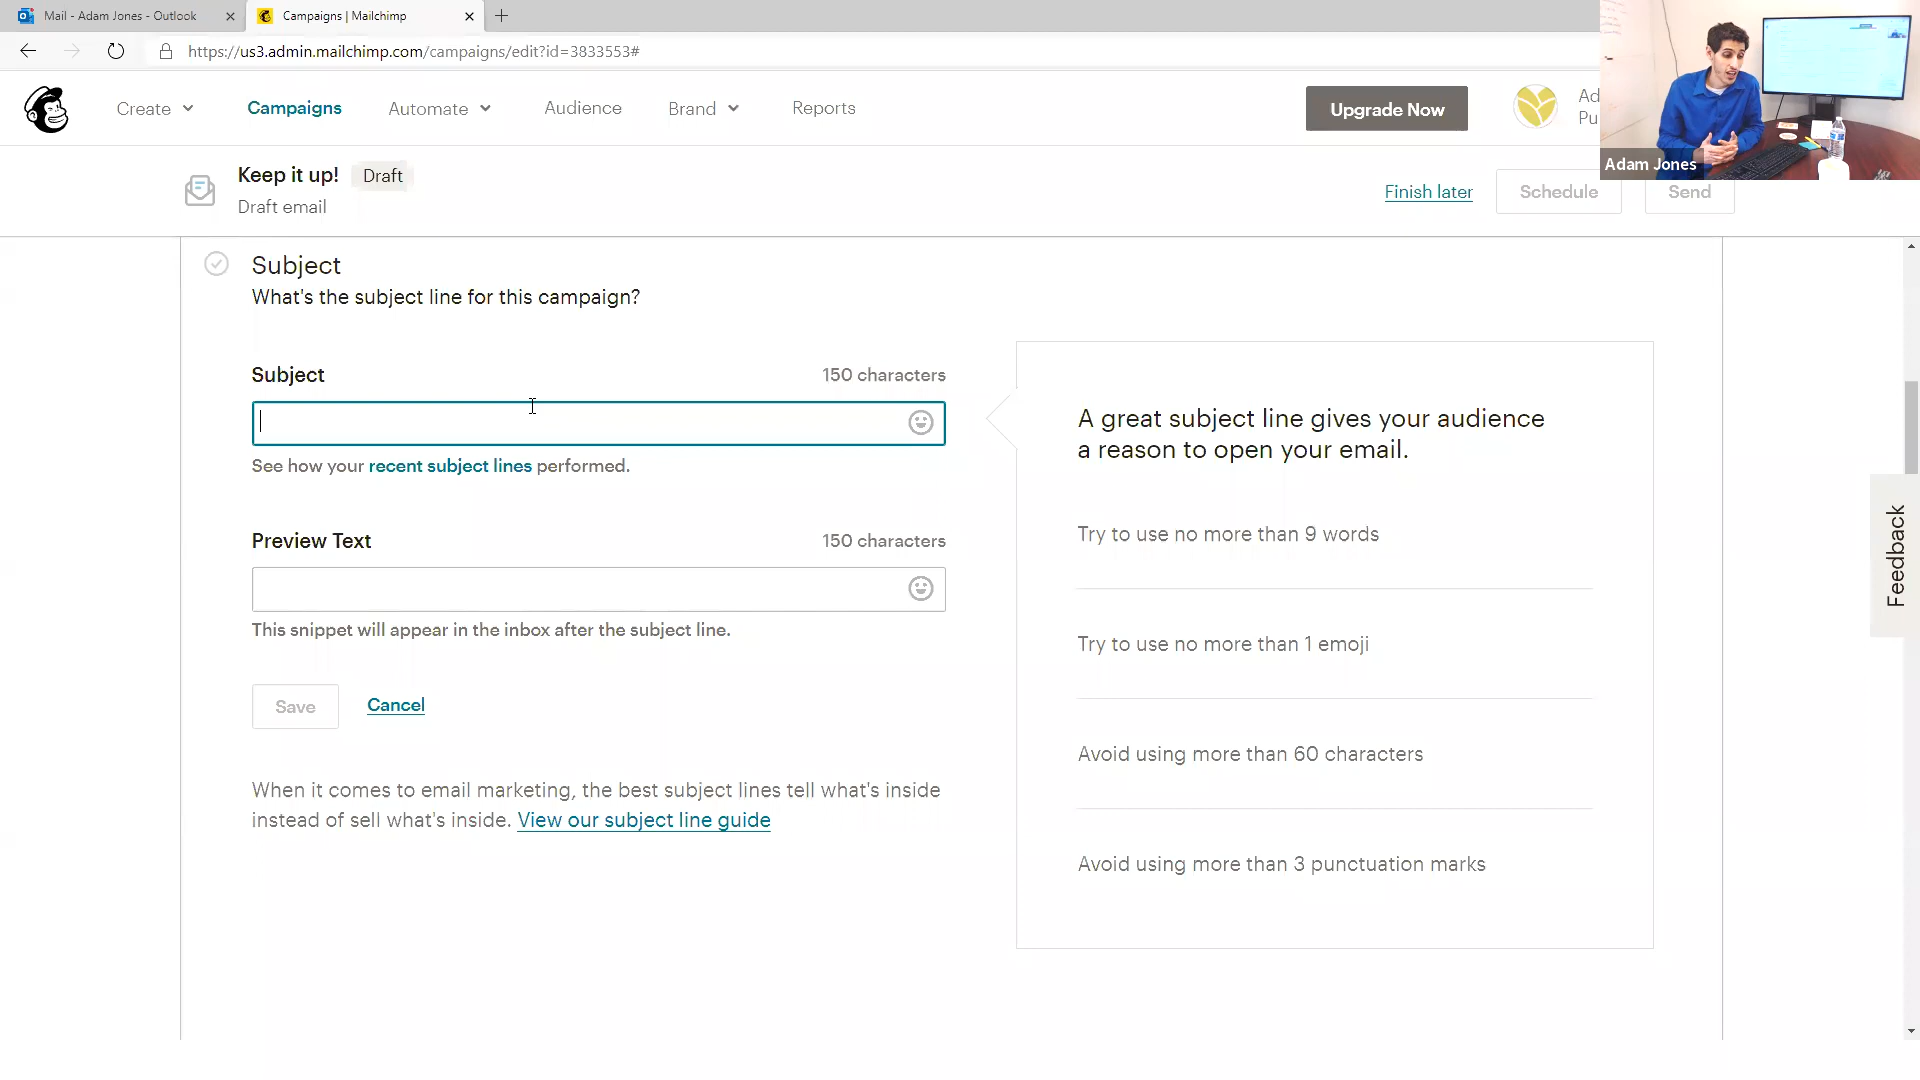 Mail - Adam Jones - Outlook
Campaigns | Mailchimp
https://us3.admin.mailchimp.com/campaigns/edit?id=3833553#
Create
Campaigns
Automate
Audience
Brand
Reports
Upgrade Now
Ad
Pu
Adam Jones
Keep it up!
Draft
Draft email
Finish later
Schedule
Send
Subject
What's the subject line for this campaign?
Subject
150 characters
See how your recent subject lines performed.
Preview Text
150 characters
This snippet will appear in the inbox after the subject line.
Save
Cancel
When it comes to email marketing, the best subject lines tell what's inside
instead of sell what's inside. View our subject line guide
A great subject line gives your audience
a reason to open your email.
Try to use no more than 9 words
Try to use no more than 1 emoji
Avoid using more than 60 characters
Avoid using more than 3 punctuation marks
Feedback